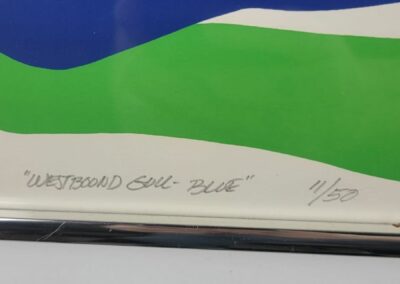 "WESTBOUND GULL - BLUE" 11/50